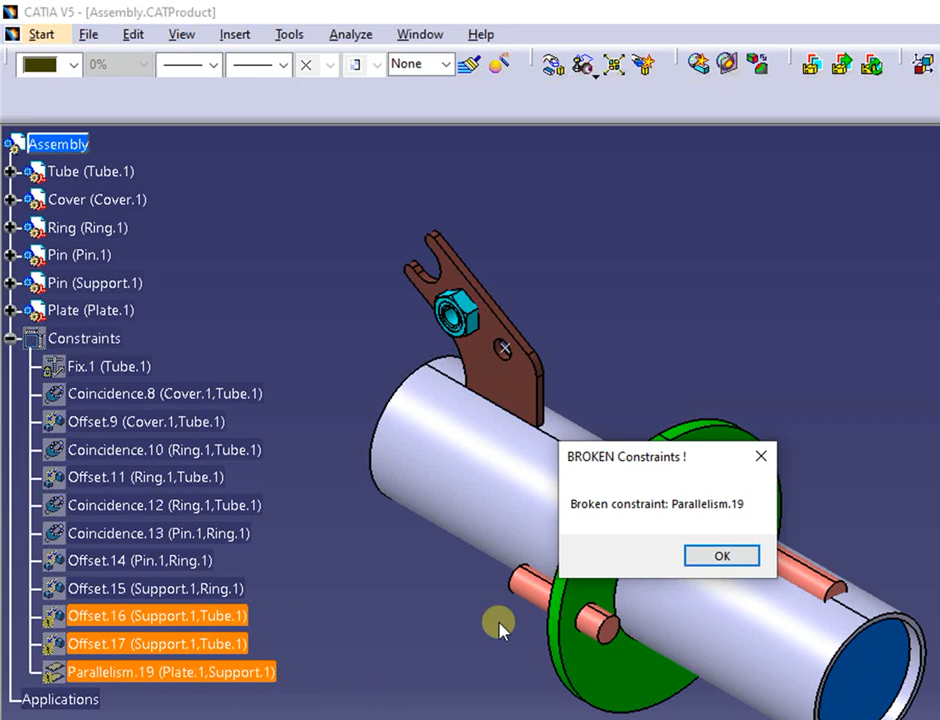 CATIA V5 - [Assembly.CATProduct]
Start File Edit View Insert Tools Analyze Window Help
0% None
Assembly
Tube (Tube.1)
Cover (Cover.1)
Ring (Ring.1)
Pin (Pin.1)
Pin (Support.1)
Plate (Plate.1)
Constraints
Fix.1 (Tube.1)
Coincidence.8 (Cover.1,Tube.1)
Offset.9 (Cover.1,Tube.1)
Coincidence.10 (Ring.1,Tube.1)
Offset.11 (Ring.1,Tube.1)
Coincidence.12 (Ring.1,Tube.1)
Coincidence.13 (Pin.1,Ring.1)
Offset.14 (Pin.1,Ring.1)
Offset.15 (Support.1,Ring.1)
Offset.16 (Support.1,Tube.1)
Offset.17 (Support.1,Tube.1)
Parallelism.19 (Plate.1,Support.1)
Applications
BROKEN Constraints !
Broken constraint: Parallelism.19
OK